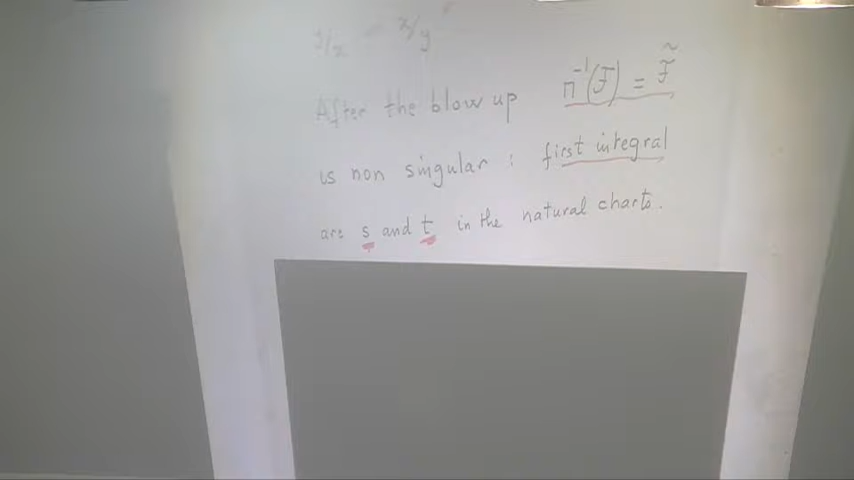 y/x = x/y
After the blow up π⁻¹(F) = F̃
is non singular : first integral
are s and t in the natural charts.